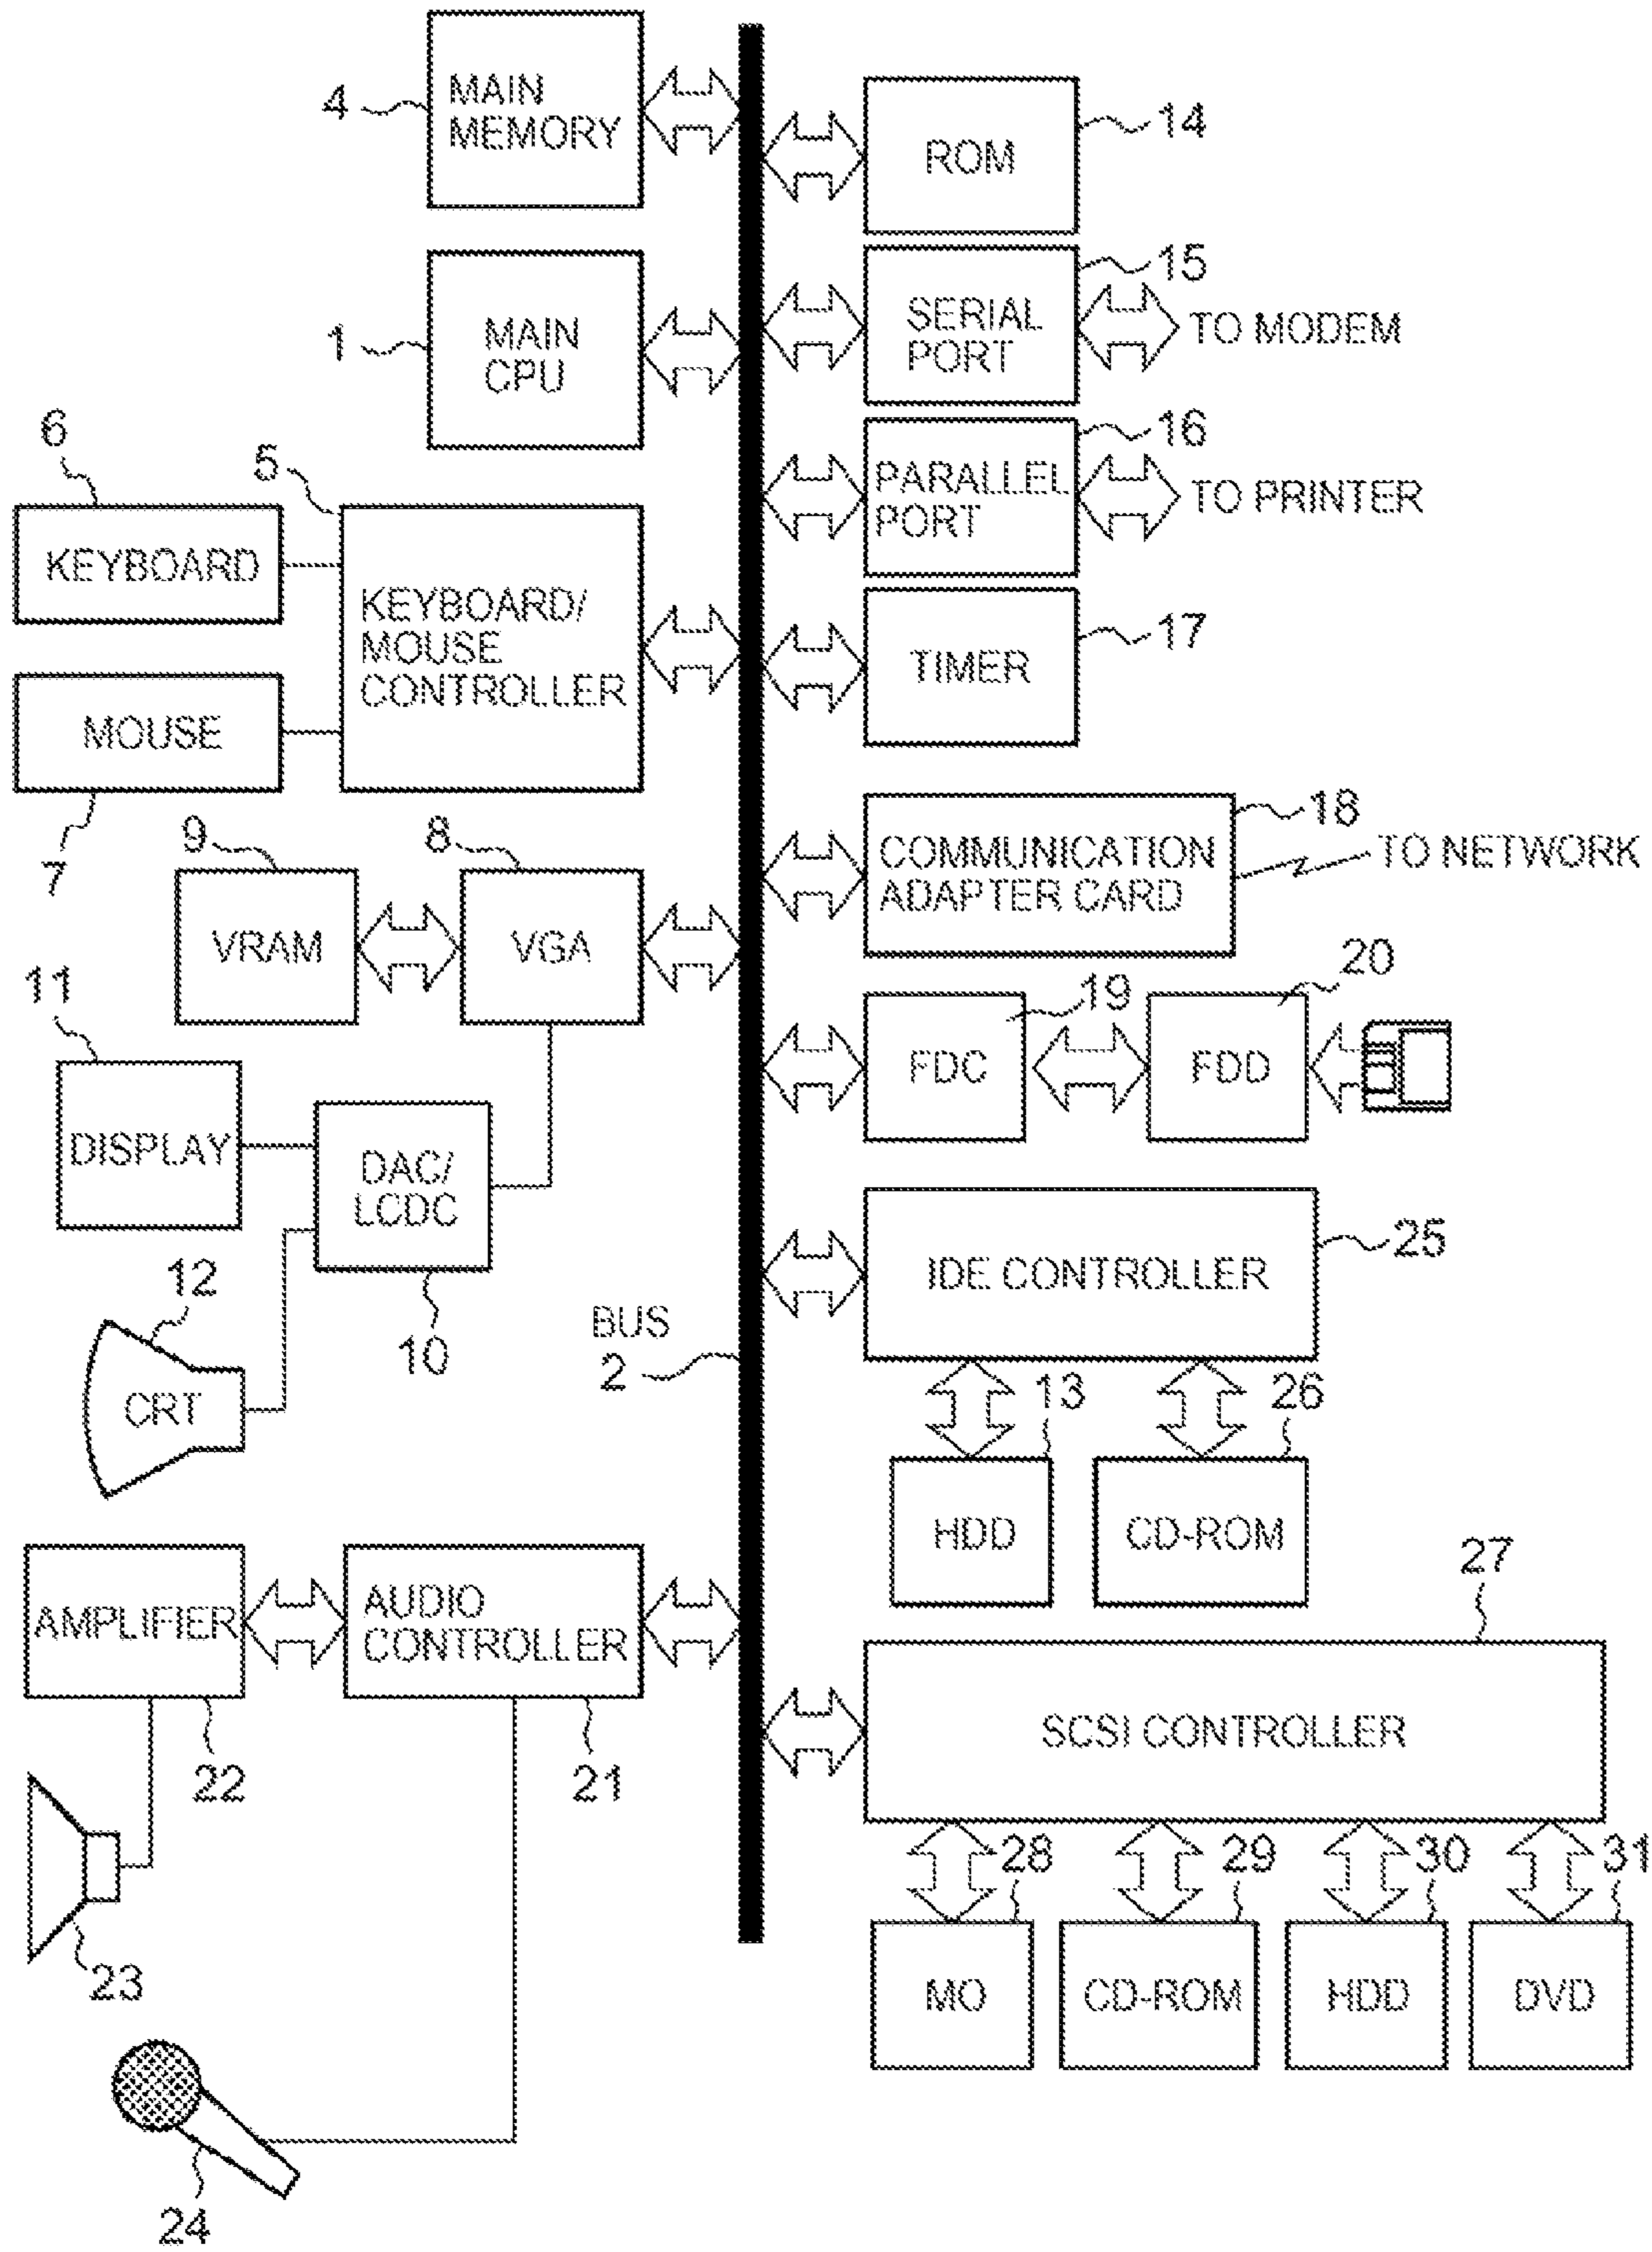 4
MAIN
MEMORY
14
ROM
15
1
MAIN
CPU
SERIAL
PORT
TO MODEM
6
5
16
KEYBOARD
PARALLEL
PORT
TO PRINTER
KEYBOARD/
MOUSE
CONTROLLER
17
TIMER
MOUSE
7
9
8
18
COMMUNICATION
ADAPTER CARD
TO NETWORK
VRAM
VGA
11
19
20
FDC
FDD
DISPLAY
DAC/
LCDC
25
IDE CONTROLLER
12
10
BUS
2
CRT
13
26
HDD
CD-ROM
27
AMPLIFIER
AUDIO
CONTROLLER
SCSI CONTROLLER
22
21
28
29
30
31
23
MO
CD-ROM
HDD
DVD
24